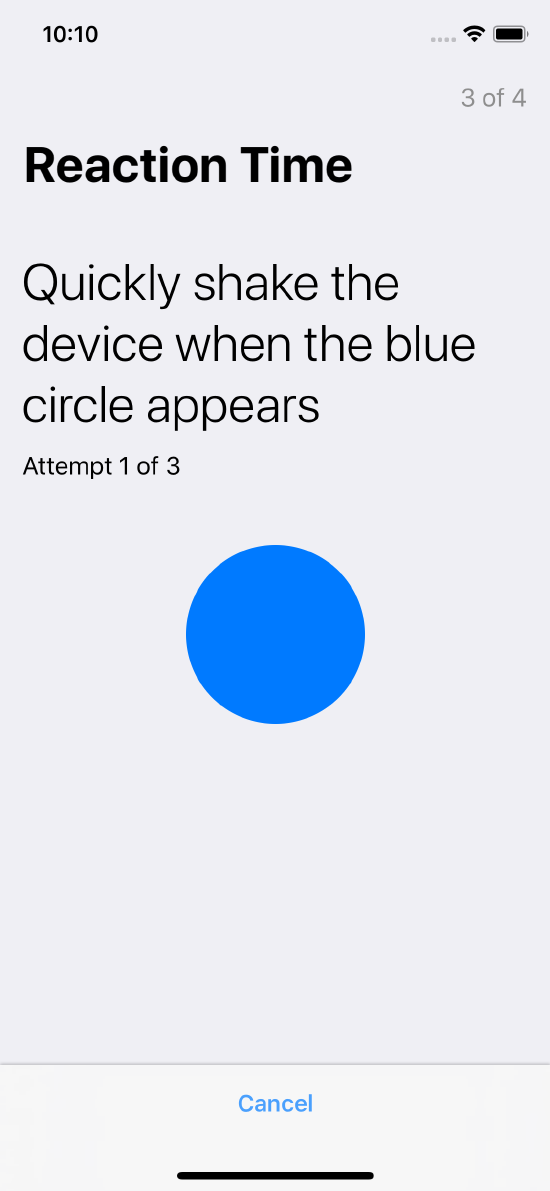 10:10
3 of 4
Reaction Time
Quickly shake the
device when the blue
circle appears
Attempt 1 of 3
Cancel